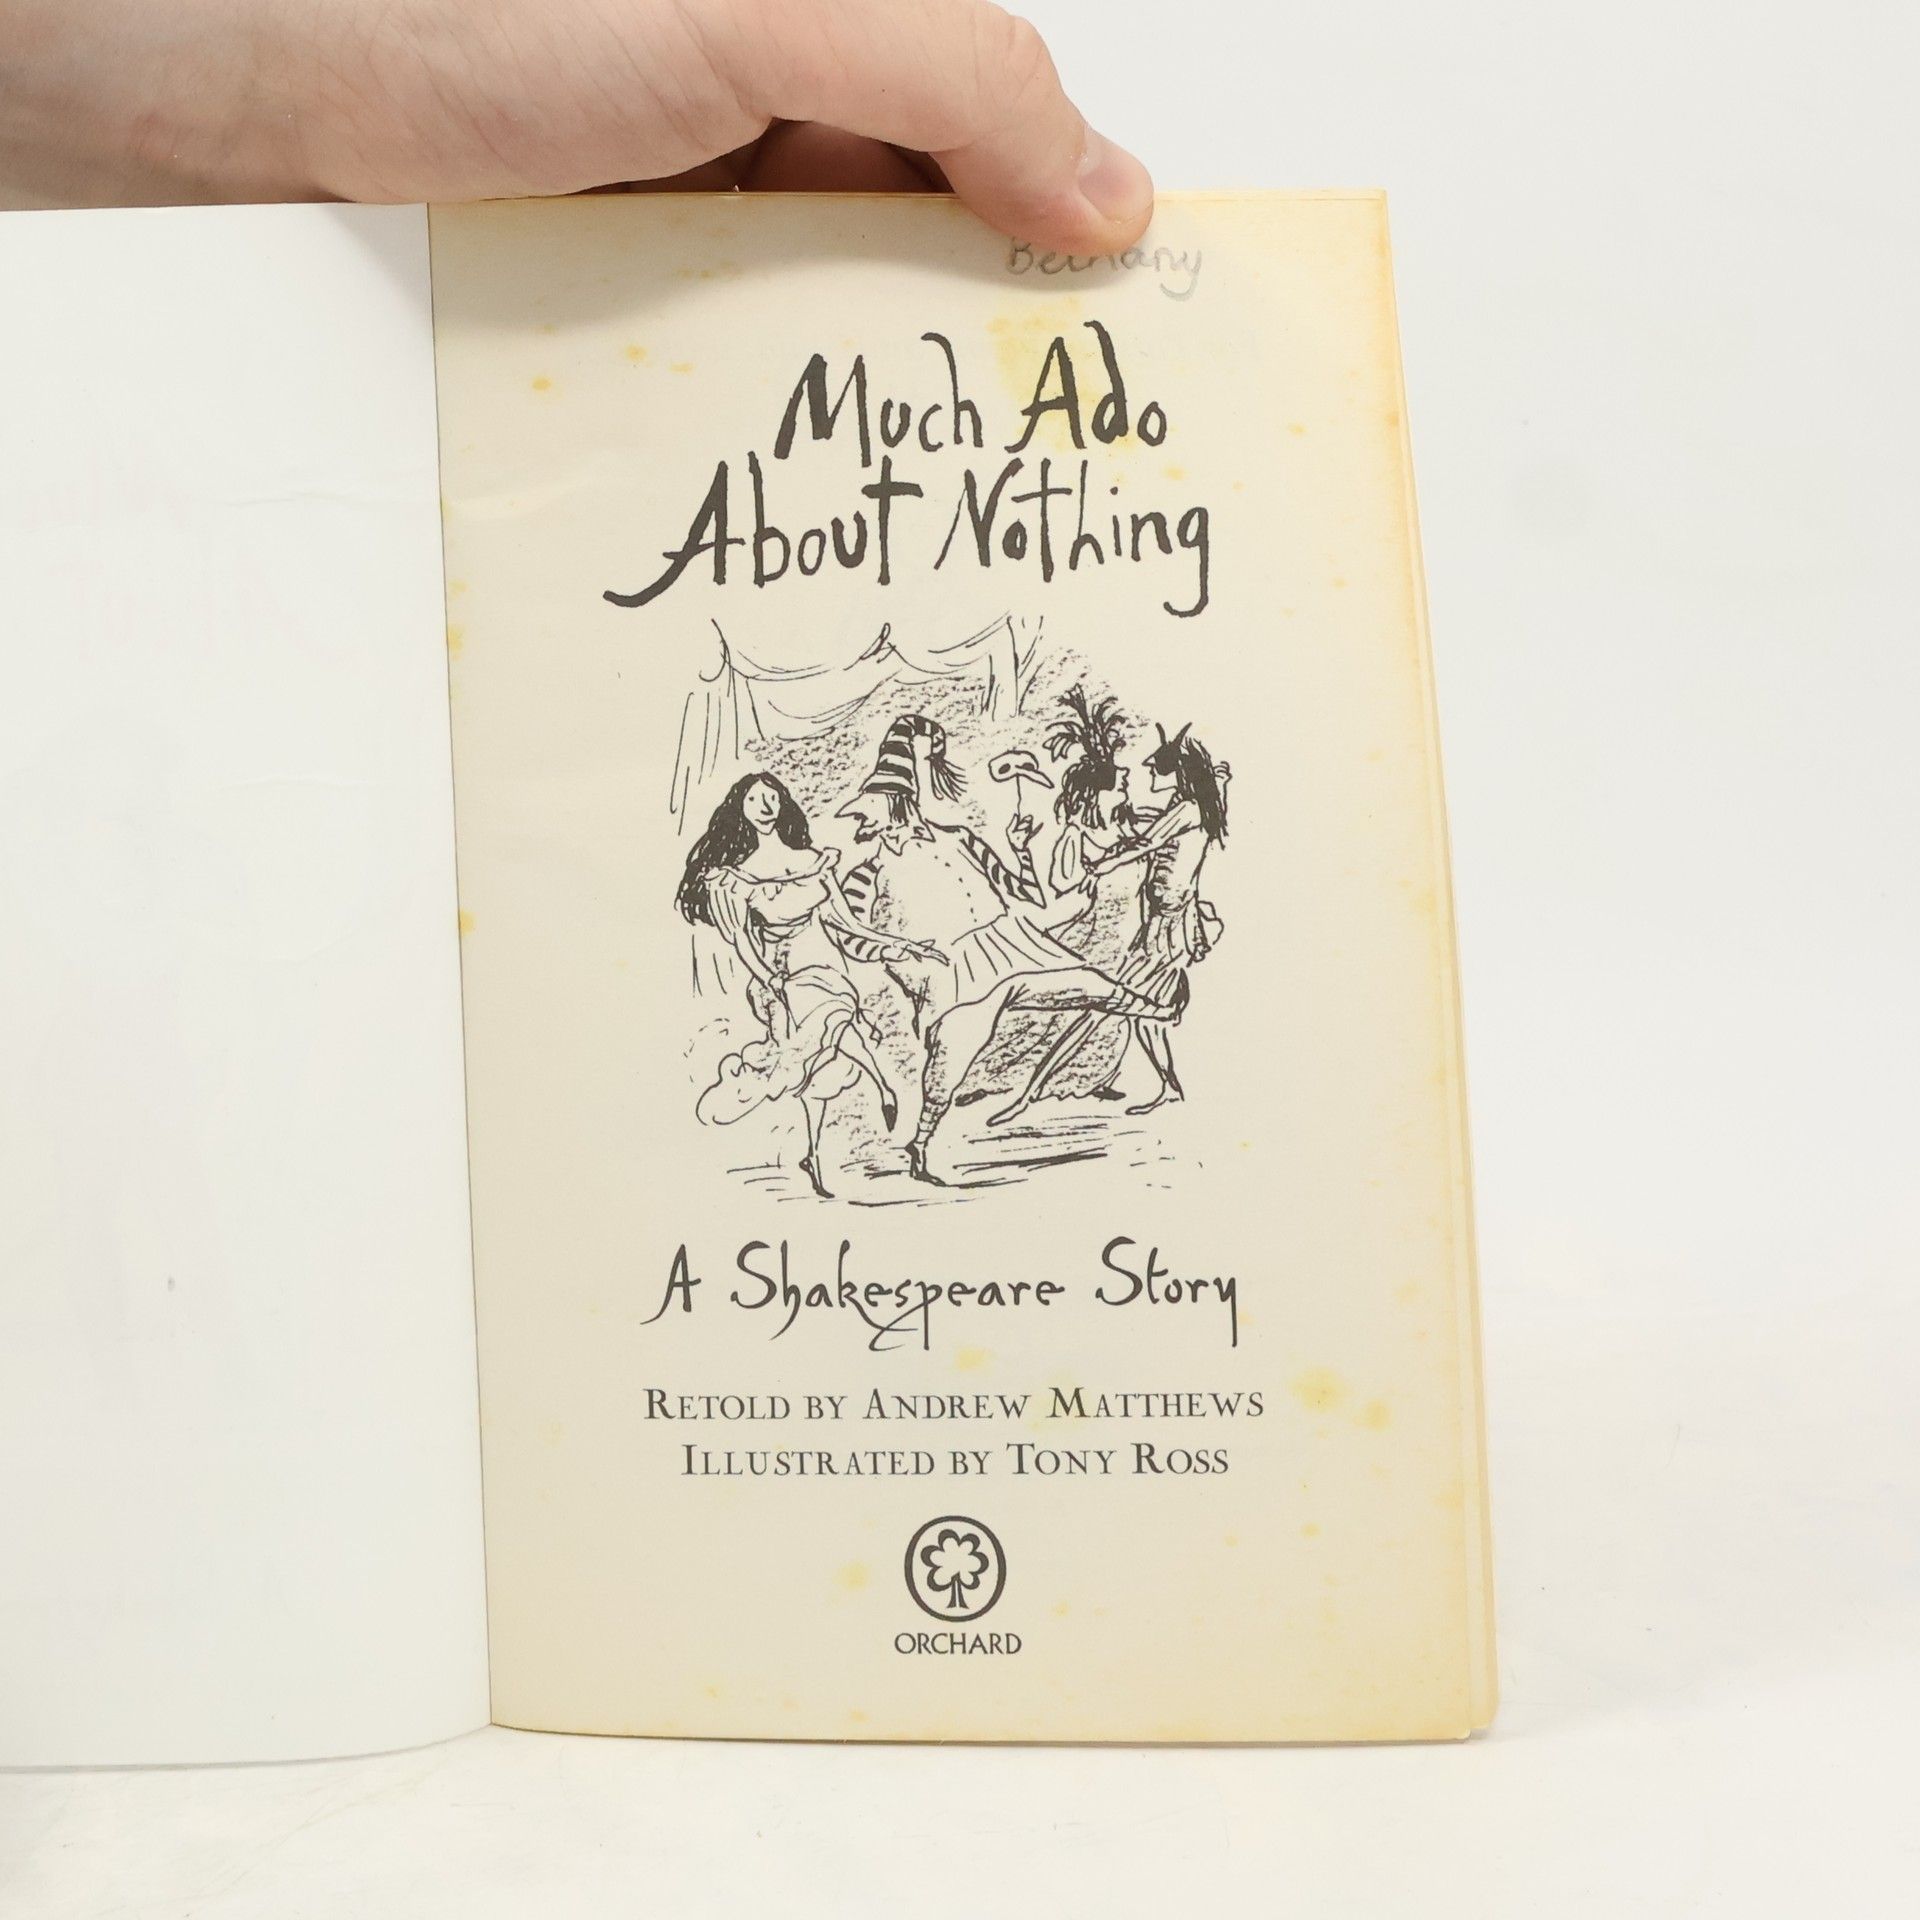 Bethany
Much Ado
About Nothing
A Shakespeare Story
RETOLD BY ANDREW MATTHEWS
ILLUSTRATED BY TONY ROSS
ORCHARD